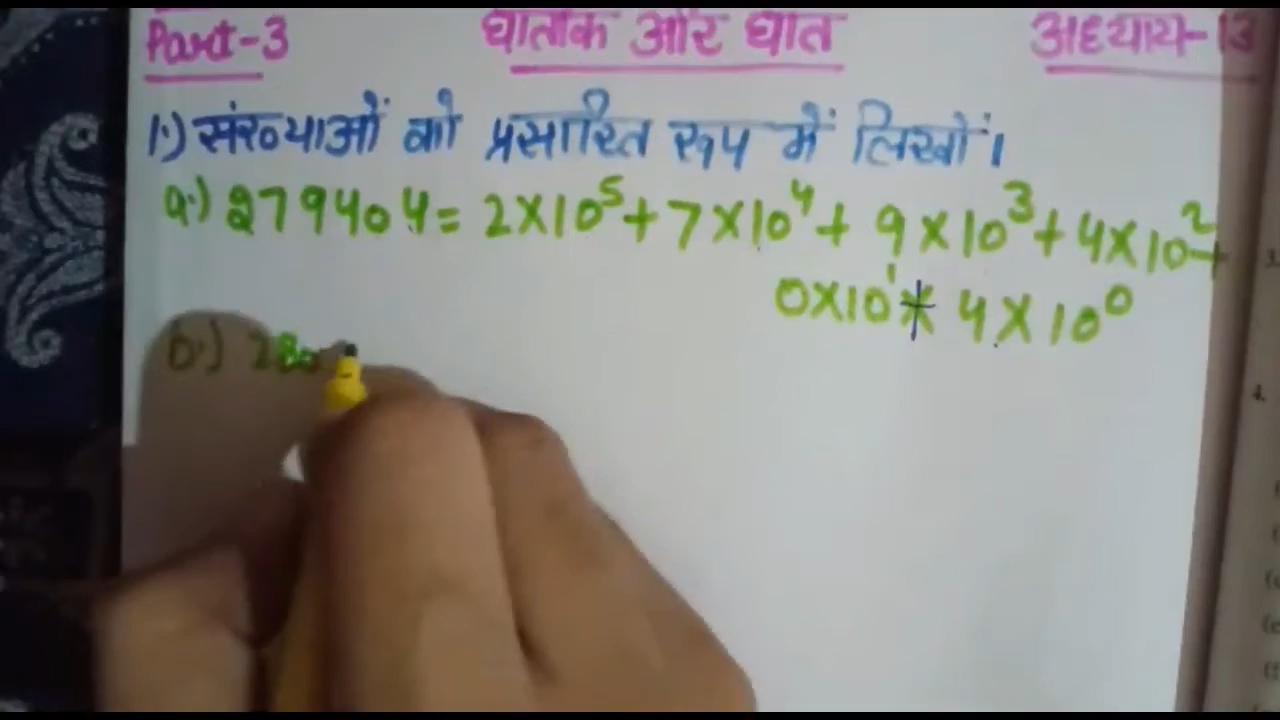 Part-3 घातांक और घात अध्याय-13
1.) संख्याओं को प्रसारित रूप में लिखों।
a.) 279404 = 2×10⁵ + 7×10⁴ + 9×10³ + 4×10² +
0×10¹ + 4×10⁰
b.) 280